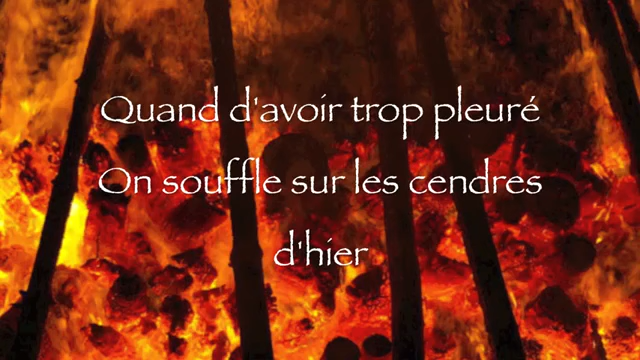 Quand d'avoir trop pleuré
On souffle sur les cendres
d'hier